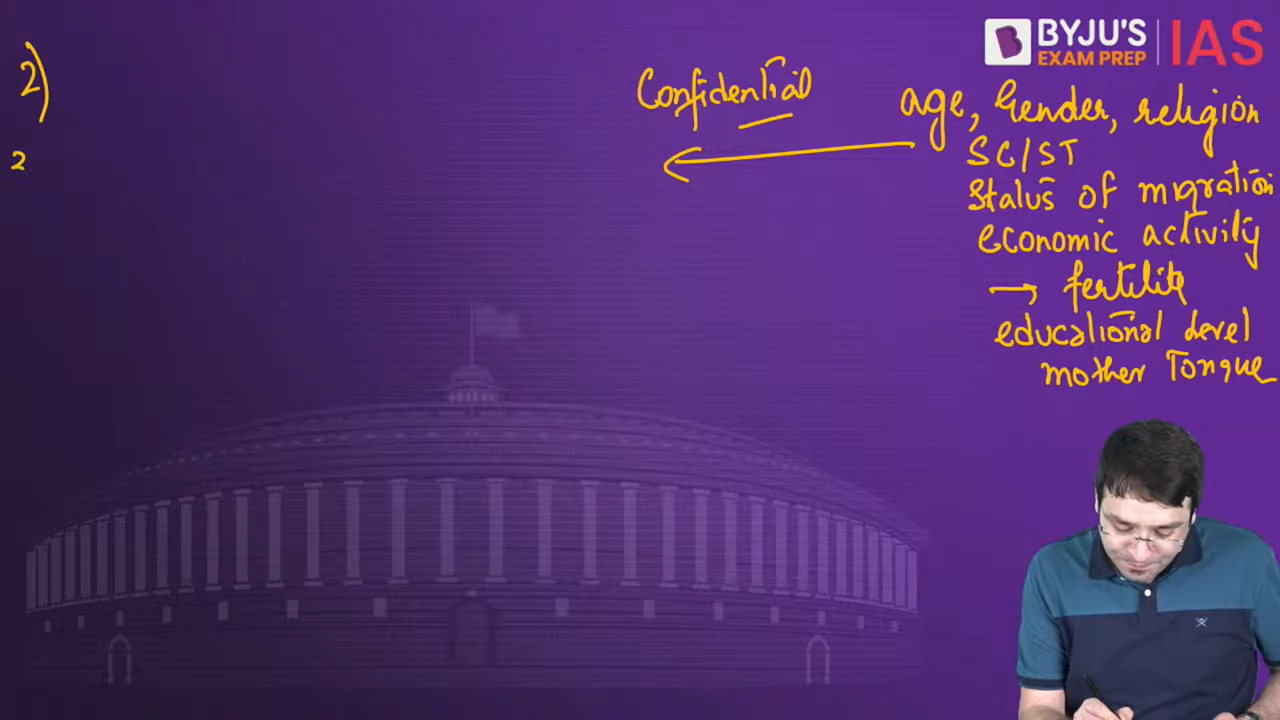 BYJU'S
EXAM PREP
IAS
2)
2
Confidential
age, Gender, religion
SC/ST
Status of migration
economic activity
→ fertilite
educational level
mother Tongue